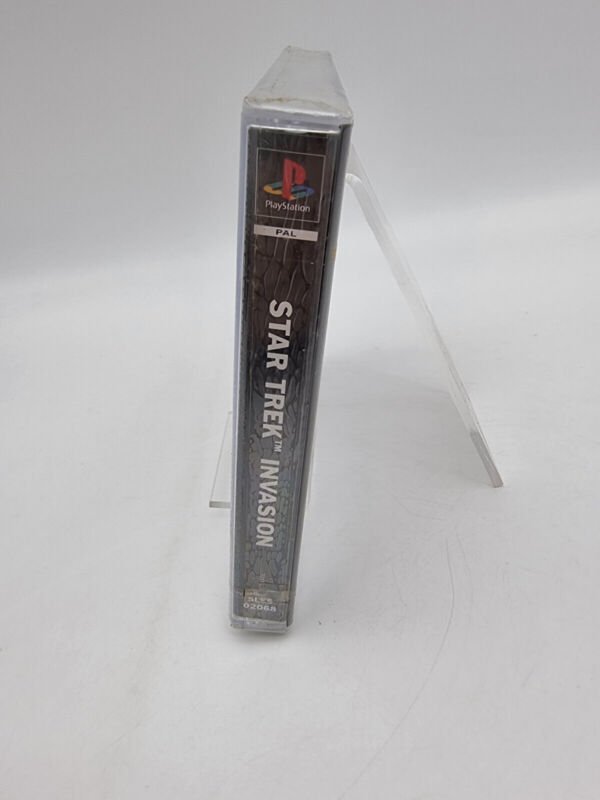 PlayStation
PAL
STAR TREK™ INVASION
SLES
02068